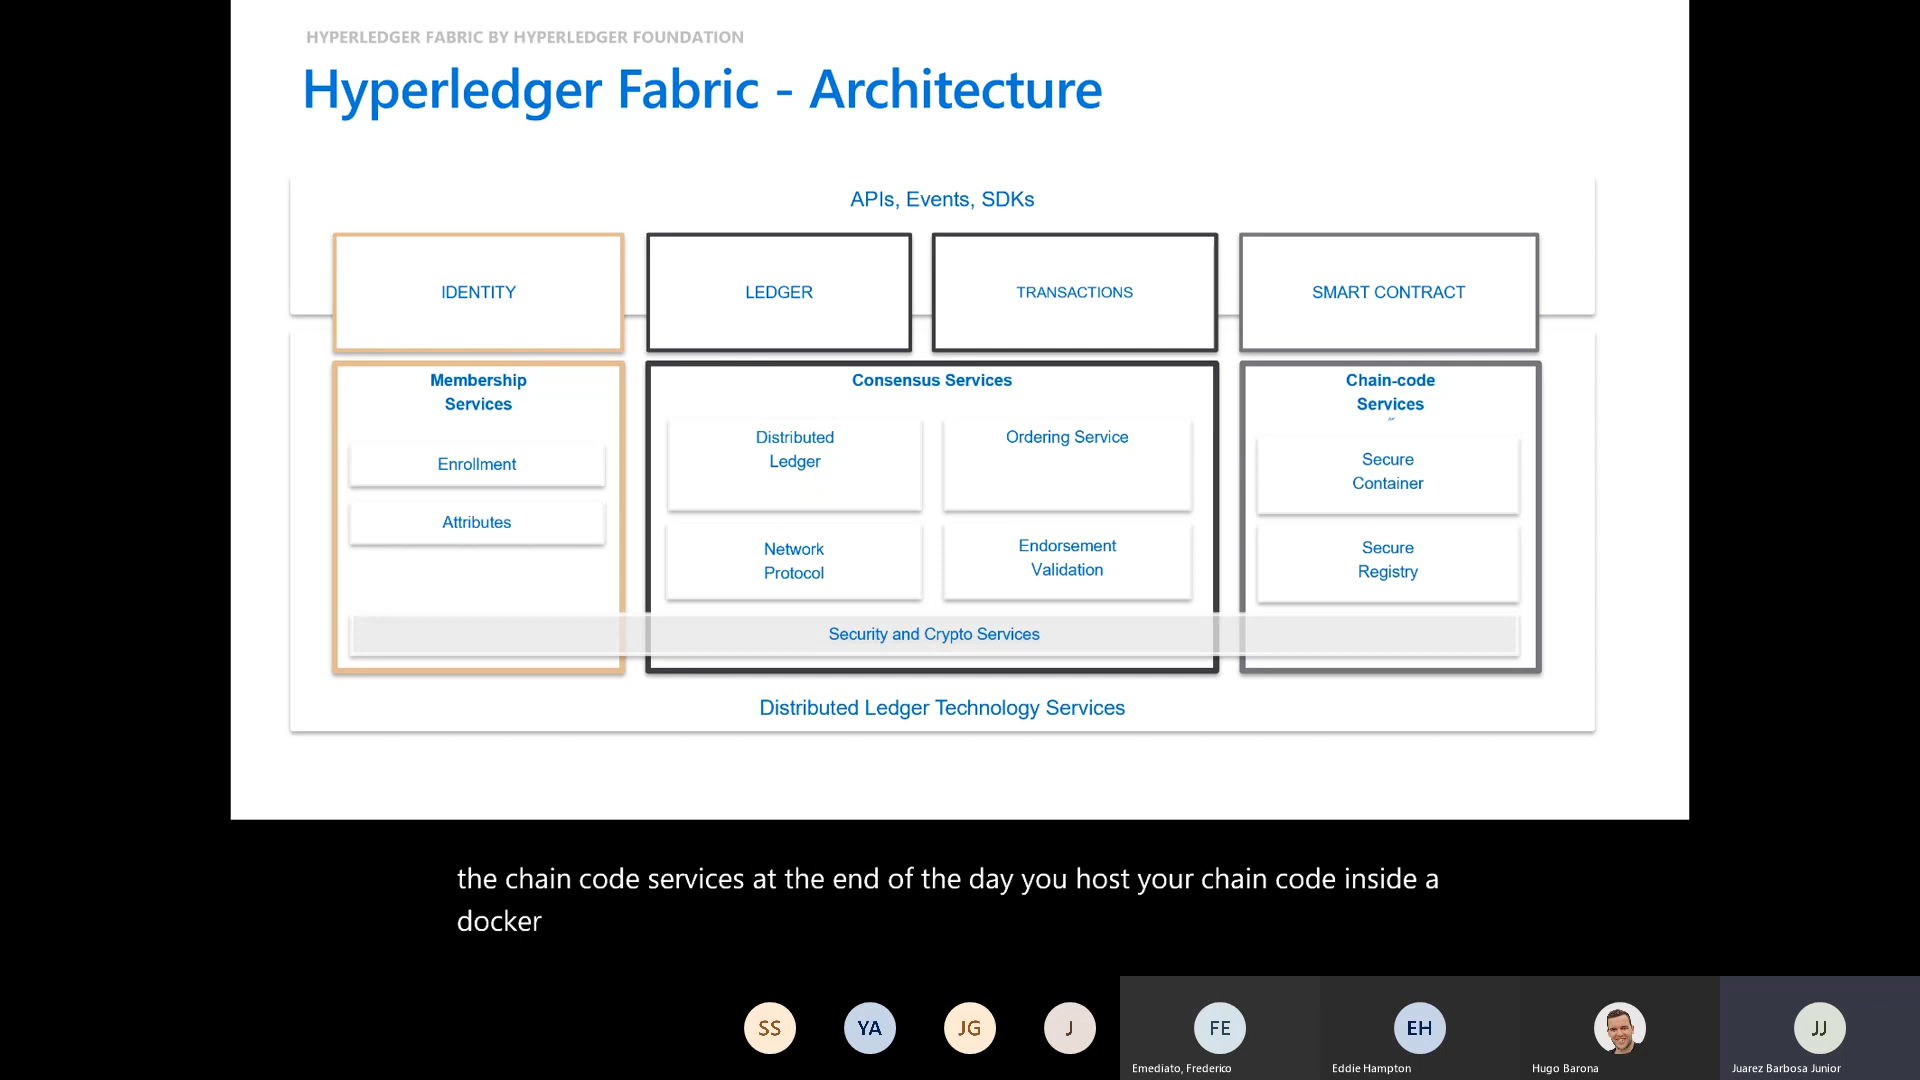 HYPERLEDGER FABRIC BY HYPERLEDGER FOUNDATION
Hyperledger Fabric - Architecture
APIs, Events, SDKs
IDENTITY
LEDGER
TRANSACTIONS
SMART CONTRACT
Membership
Services
Enrollment
Attributes
Consensus Services
Distributed
Ledger
Ordering Service
Network
Protocol
Endorsement
Validation
Chain-code
Services
Secure
Container
Secure
Registry
Security and Crypto Services
Distributed Ledger Technology Services
the chain code services at the end of the day you host your chain code inside a
docker
SS
YA
JG
J
FE
EH
JJ
Emediato, Frederico
Eddie Hampton
Hugo Barona
Juarez Barbosa Junior